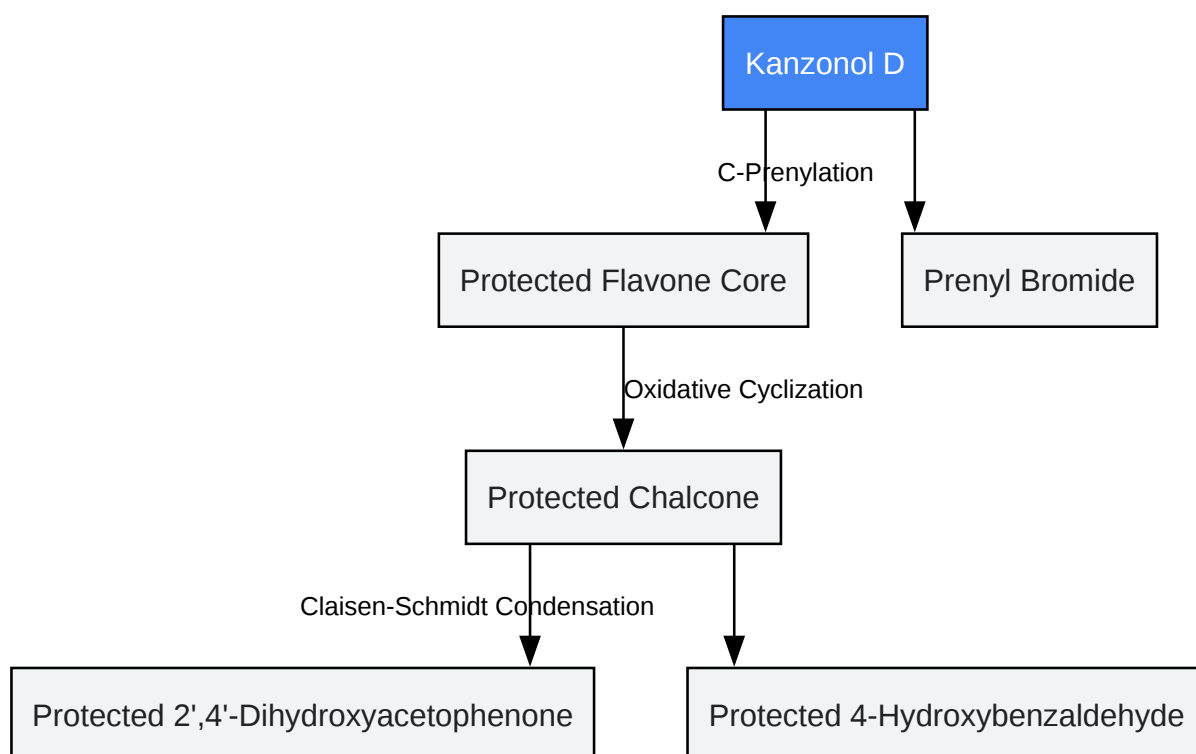 Kanzonol D
C-Prenylation
Protected Flavone Core
Prenyl Bromide
Oxidative Cyclization
Protected Chalcone
Claisen-Schmidt Condensation
Protected 2',4'-Dihydroxyacetophenone
Protected 4-Hydroxybenzaldehyde